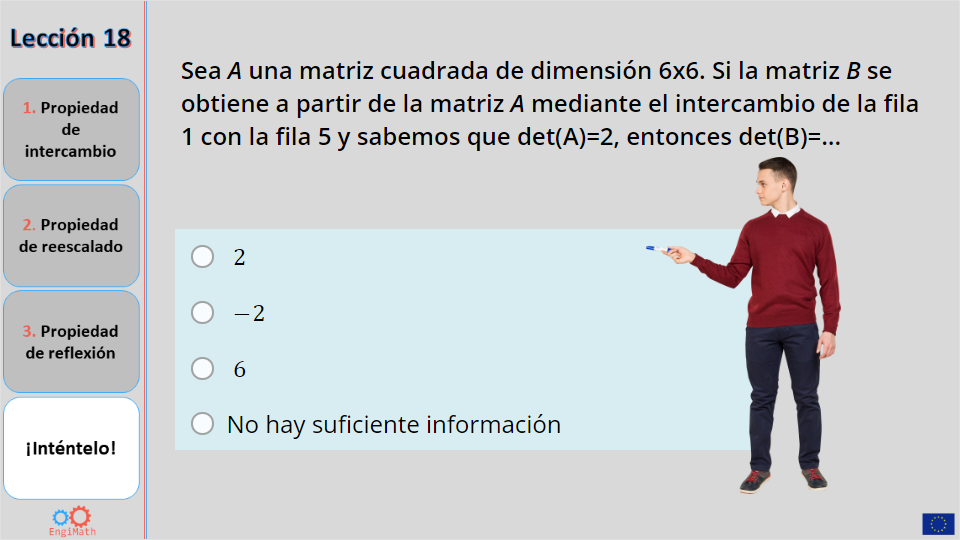 Lección 18
1. Propiedad
de
intercambio
2. Propiedad
de reescalado
3. Propiedad
de reflexión
¡Inténtelo!
EngiMath
Sea A una matriz cuadrada de dimensión 6x6. Si la matriz B se
obtiene a partir de la matriz A mediante el intercambio de la fila
1 con la fila 5 y sabemos que det(A)=2, entonces det(B)=...
2
−2
6
No hay suficiente información